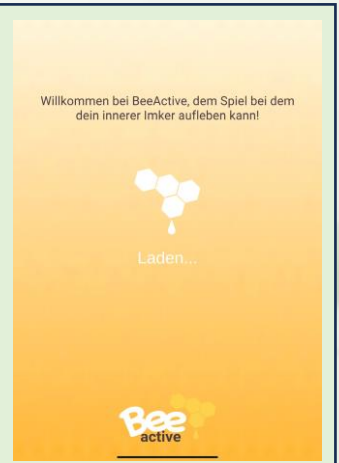 Willkommen bei BeeActive, dem Spiel bei dem
dein innerer Imker aufleben kann!
Laden...
Bee
active